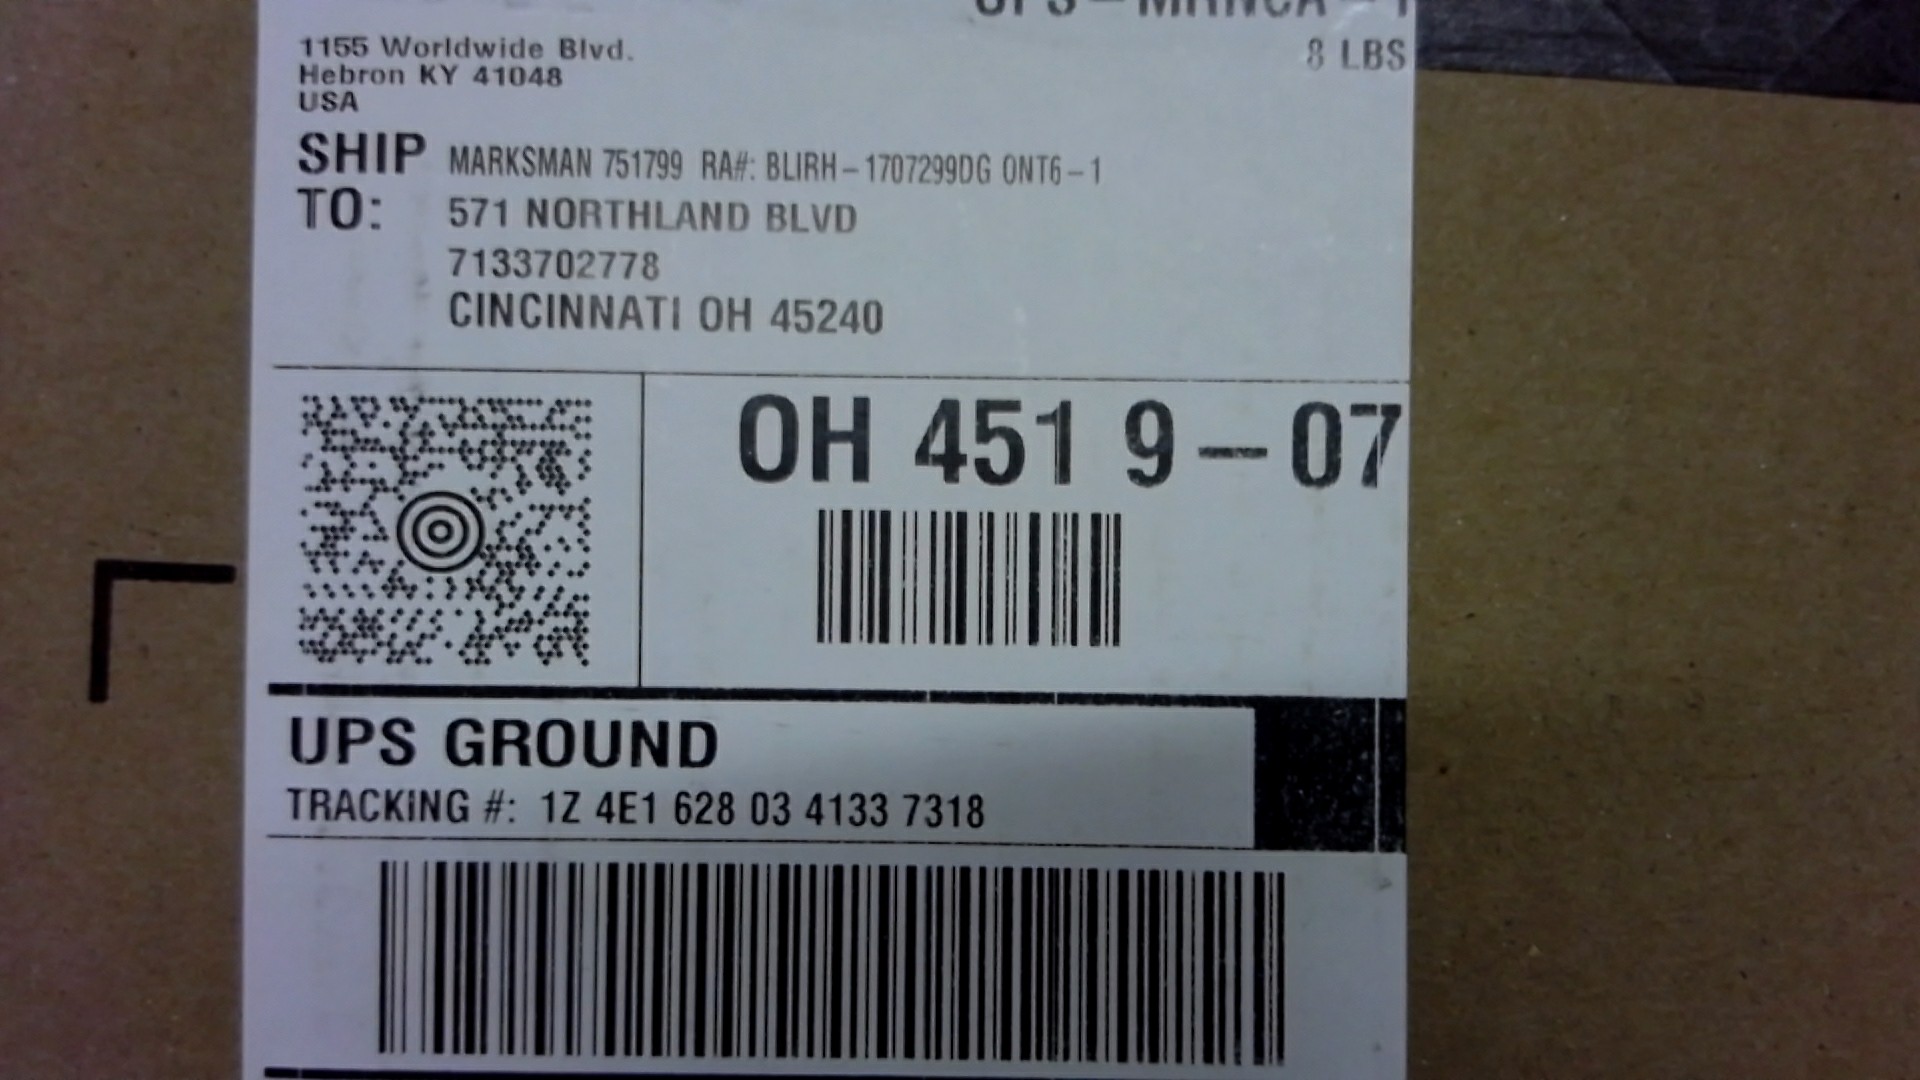 8 LBS
1155 Worldwide Blvd.
Hebron KY 41048
USA
SHIP TO:
MARKSMAN 751799 RA#: BLIRH-1707299DG ONT6-1
571 NORTHLAND BLVD
7133702778
CINCINNATI OH 45240
OH 451 9-07
UPS GROUND
TRACKING #: 1Z 4E1 628 03 4133 7318